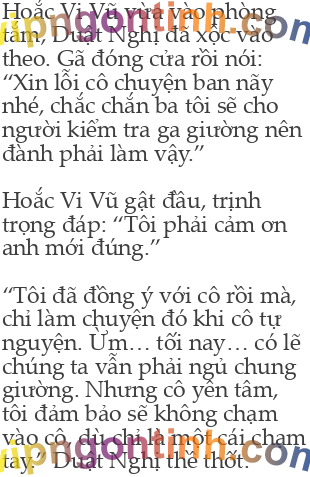 Hoắc Vi Vũ vừa vào phòng
tắm, Duật Nghị đã xộc vào
theo. Gã đóng cửa rồi nói:
“Xin lỗi cô chuyện ban nãy
nhé, chắc chắn ba tôi sẽ cho
người kiểm tra ga giường nên
đành phải làm vậy.”
Hoắc Vi Vũ gật đầu, trịnh
trọng đáp: “Tôi phải cảm ơn
anh mới đúng.”
“Tôi đã đồng ý với cô rồi mà,
chỉ làm chuyện đó khi cô tự
nguyện. Ừm… tối nay… có lẽ
chúng ta vẫn phải ngủ chung
giường. Nhưng cô yên tâm,
tôi đảm bảo sẽ không chạm
vào cô, dù chỉ là một cái chạm
tay.” Duật Nghị thề thốt.
vipngontinh.com
vipngontinh.com